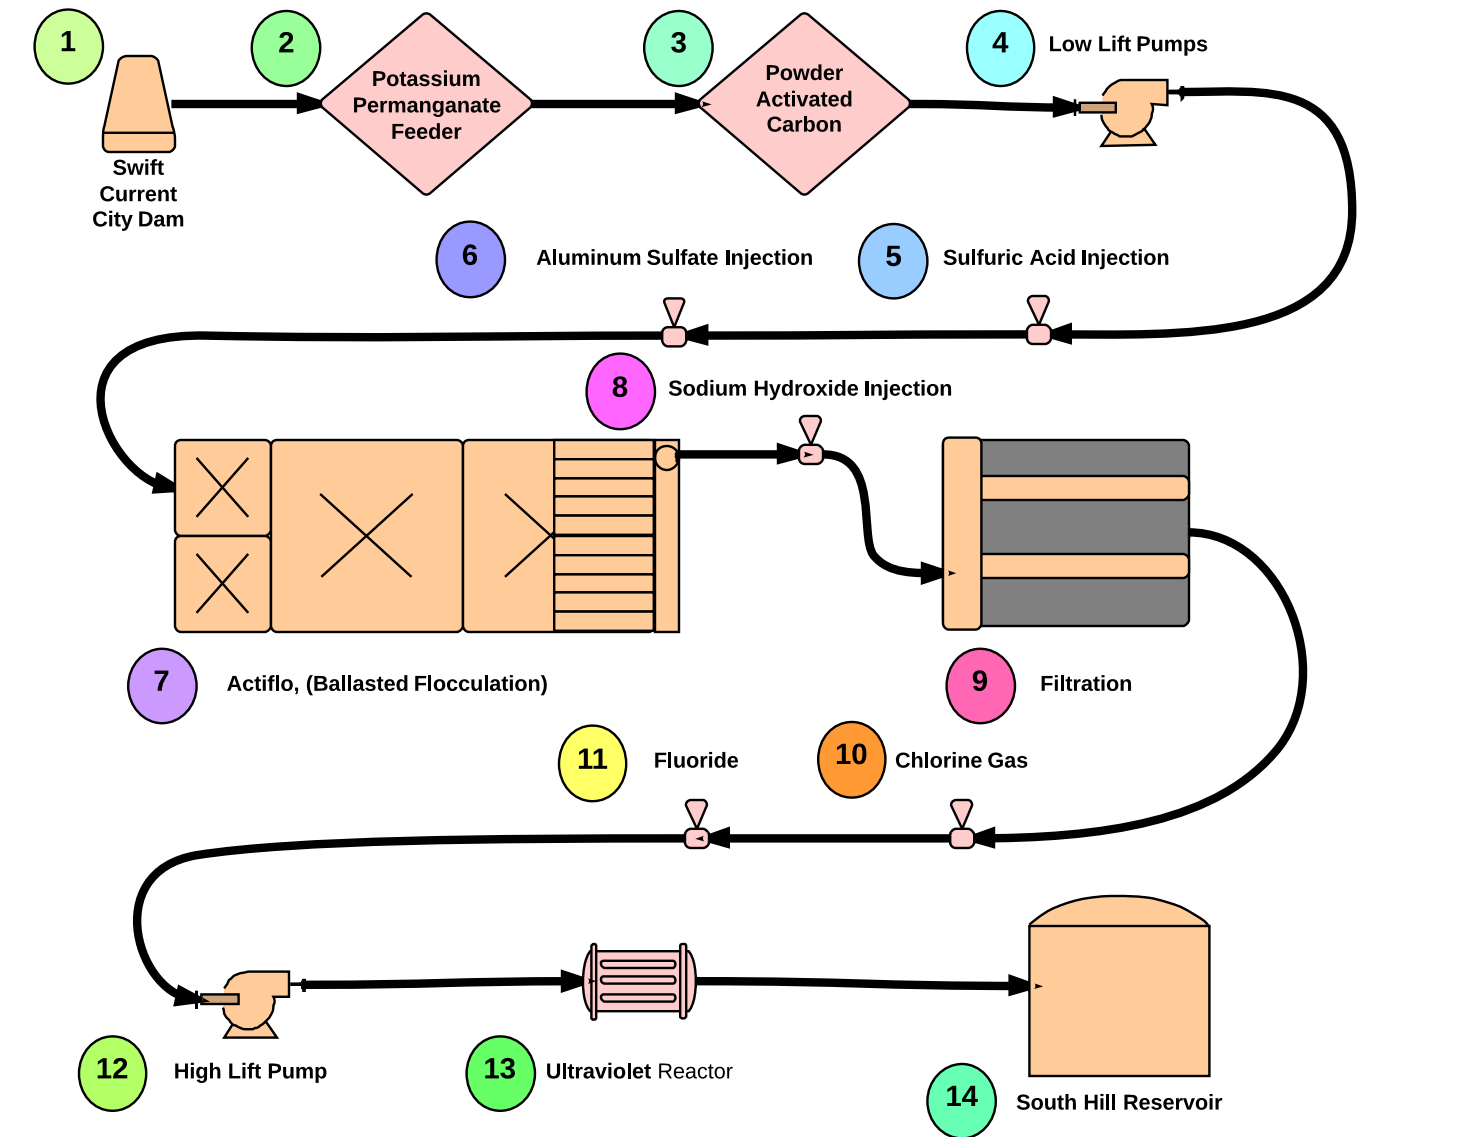 1
2
3
4
Low Lift Pumps
Potassium
Permanganate
Feeder
Powder
Activated
Carbon
Swift
Current
City Dam
6
Aluminum Sulfate Injection
5
Sulfuric Acid Injection
8
Sodium Hydroxide Injection
7
Actiflo, (Ballasted Flocculation)
9
Filtration
11
Fluoride
10
Chlorine Gas
12
High Lift Pump
13
Ultraviolet Reactor
14
South Hill Reservoir